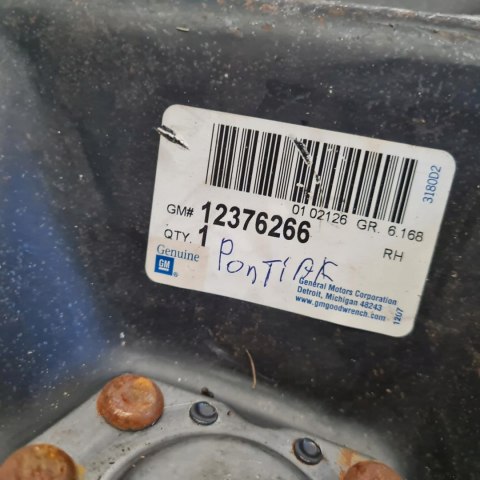 3180D2
01 02126 GR. 6.168
GM# 12376266
RH
QTY. 1
Genuine
GM
PonTiAK
General Motors Corporation
Detroit, Michigan 48243
www.gmgoodwrench.com
1207